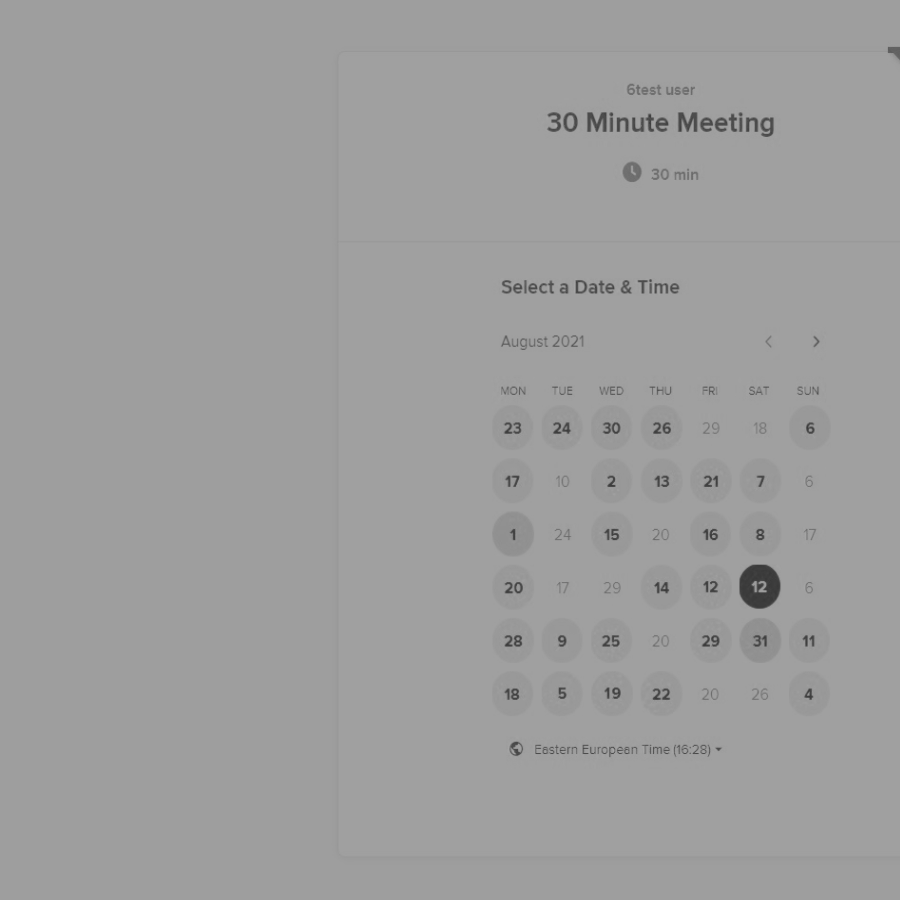 6test user
30 Minute Meeting
30 min
Select a Date & Time
August 2021
MON TUE WED THU FRI SAT SUN
23 24 30 26 29 18 6
17 10 2 13 21 7 6
1 24 15 20 16 8 17
20 17 29 14 12 12 6
28 9 25 20 29 31 11
18 5 19 22 20 26 4
Eastern European Time (16:28)